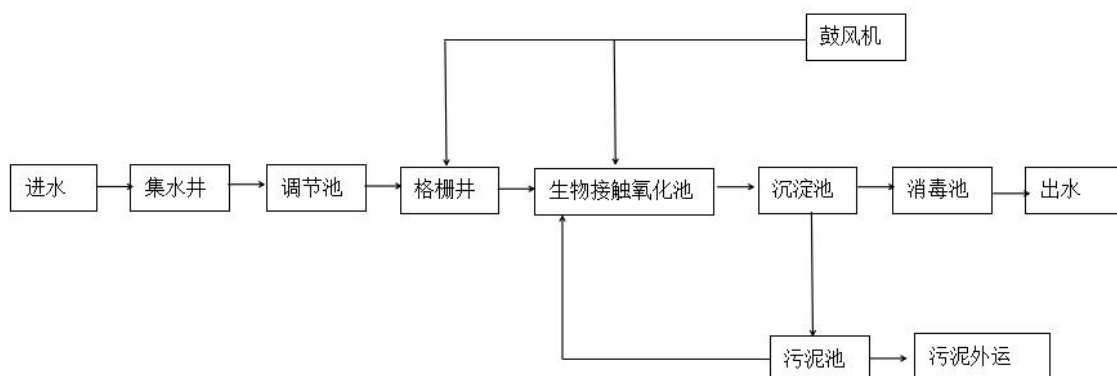 鼓风机
进水
集水井
调节池
格栅井
生物接触氧化池
沉淀池
消毒池
出水
污泥池
污泥外运